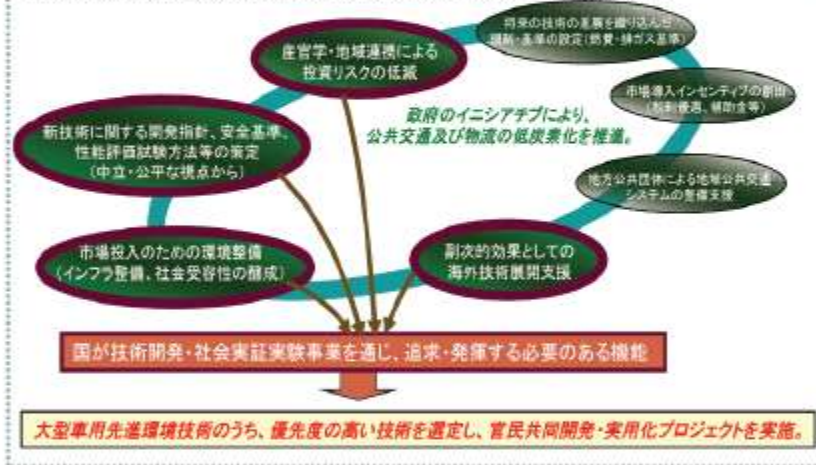 将来の技術の進展を織り込んだ
規制・基準の設定(燃費・排ガス基準)
産官学・地域連携による
投資リスクの低減
市場導入インセンティブの創出
(税制優遇、補助金等)
政府のイニシアチブにより、
公共交通及び物流の低炭素化を推進。
新技術に関する開発指針、安全基準、
性能評価試験方法等の策定
(中立・公平な視点から)
地方公共団体による地域公共交通
システムの整備支援
市場投入のための環境整備
(インフラ整備、社会受容性の醸成)
副次的効果としての
海外技術展開支援
国が技術開発・社会実証実験事業を通じ、追求・発揮する必要のある機能
大型車用先進環境技術のうち、優先度の高い技術を選定し、官民共同開発・実用化プロジェクトを実施。